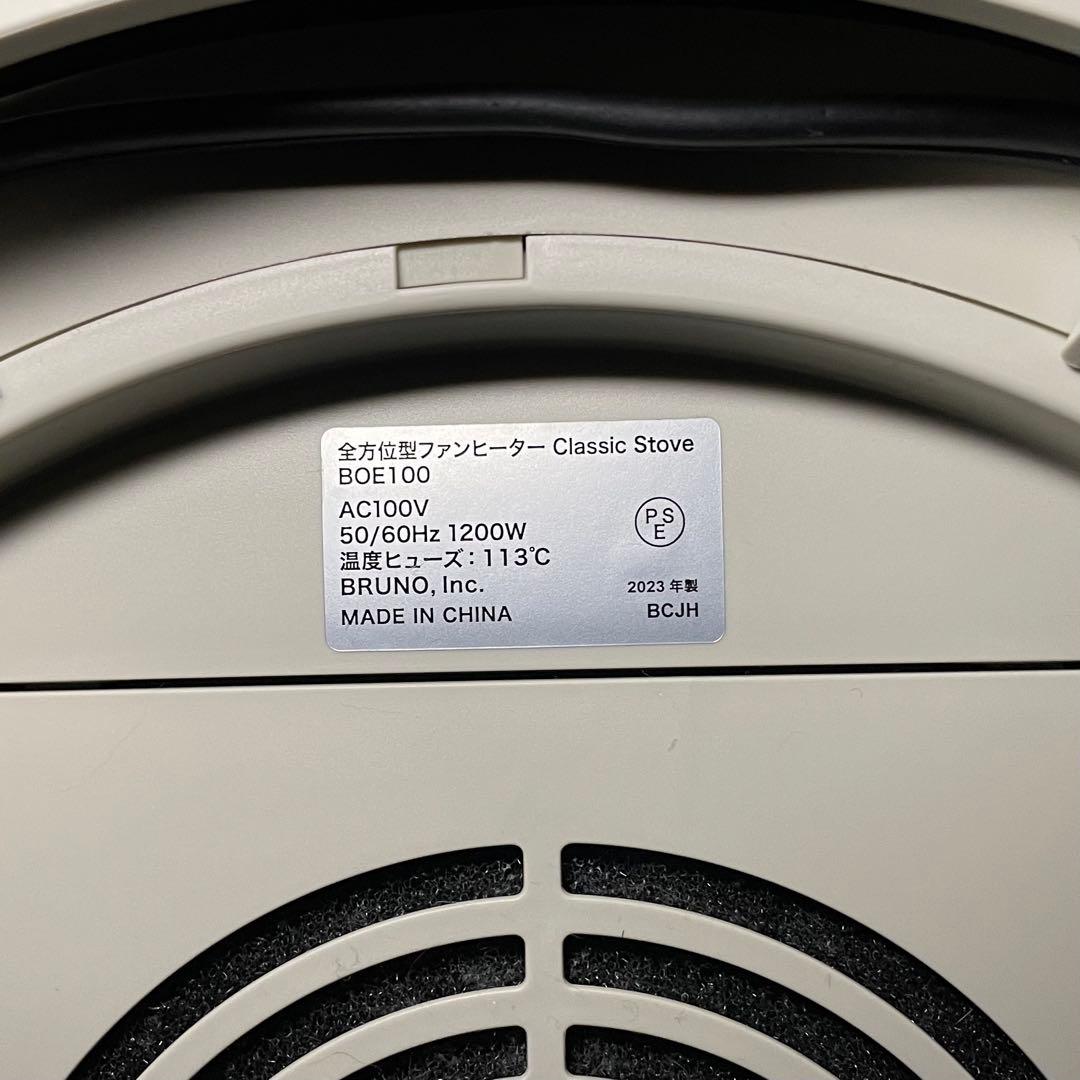 全方位型ファンヒーター Classic Stove
BOE100
AC100V
50/60Hz 1200W
温度ヒューズ：113℃
BRUNO, Inc.
MADE IN CHINA
PSE
2023 年製
BCJH